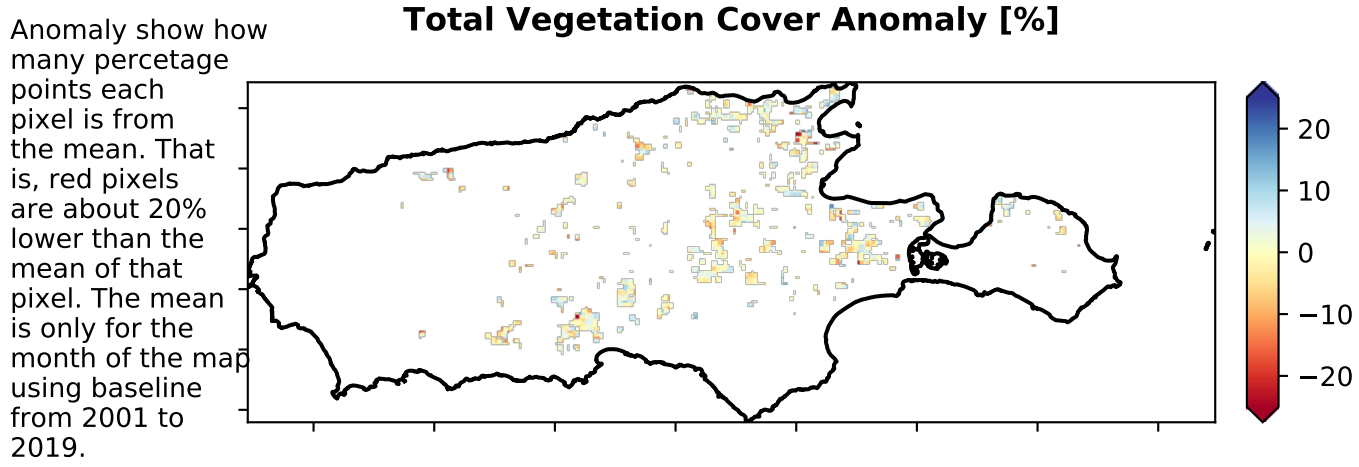 Total Vegetation Cover Anomaly [%]
Anomaly show how
many percetage
points each
pixel is from
the mean. That
is, red pixels
are about 20%
lower than the
mean of that
pixel. The mean
is only for the
month of the map
using baseline
from 2001 to
2019.
20
10
0
−10
−20